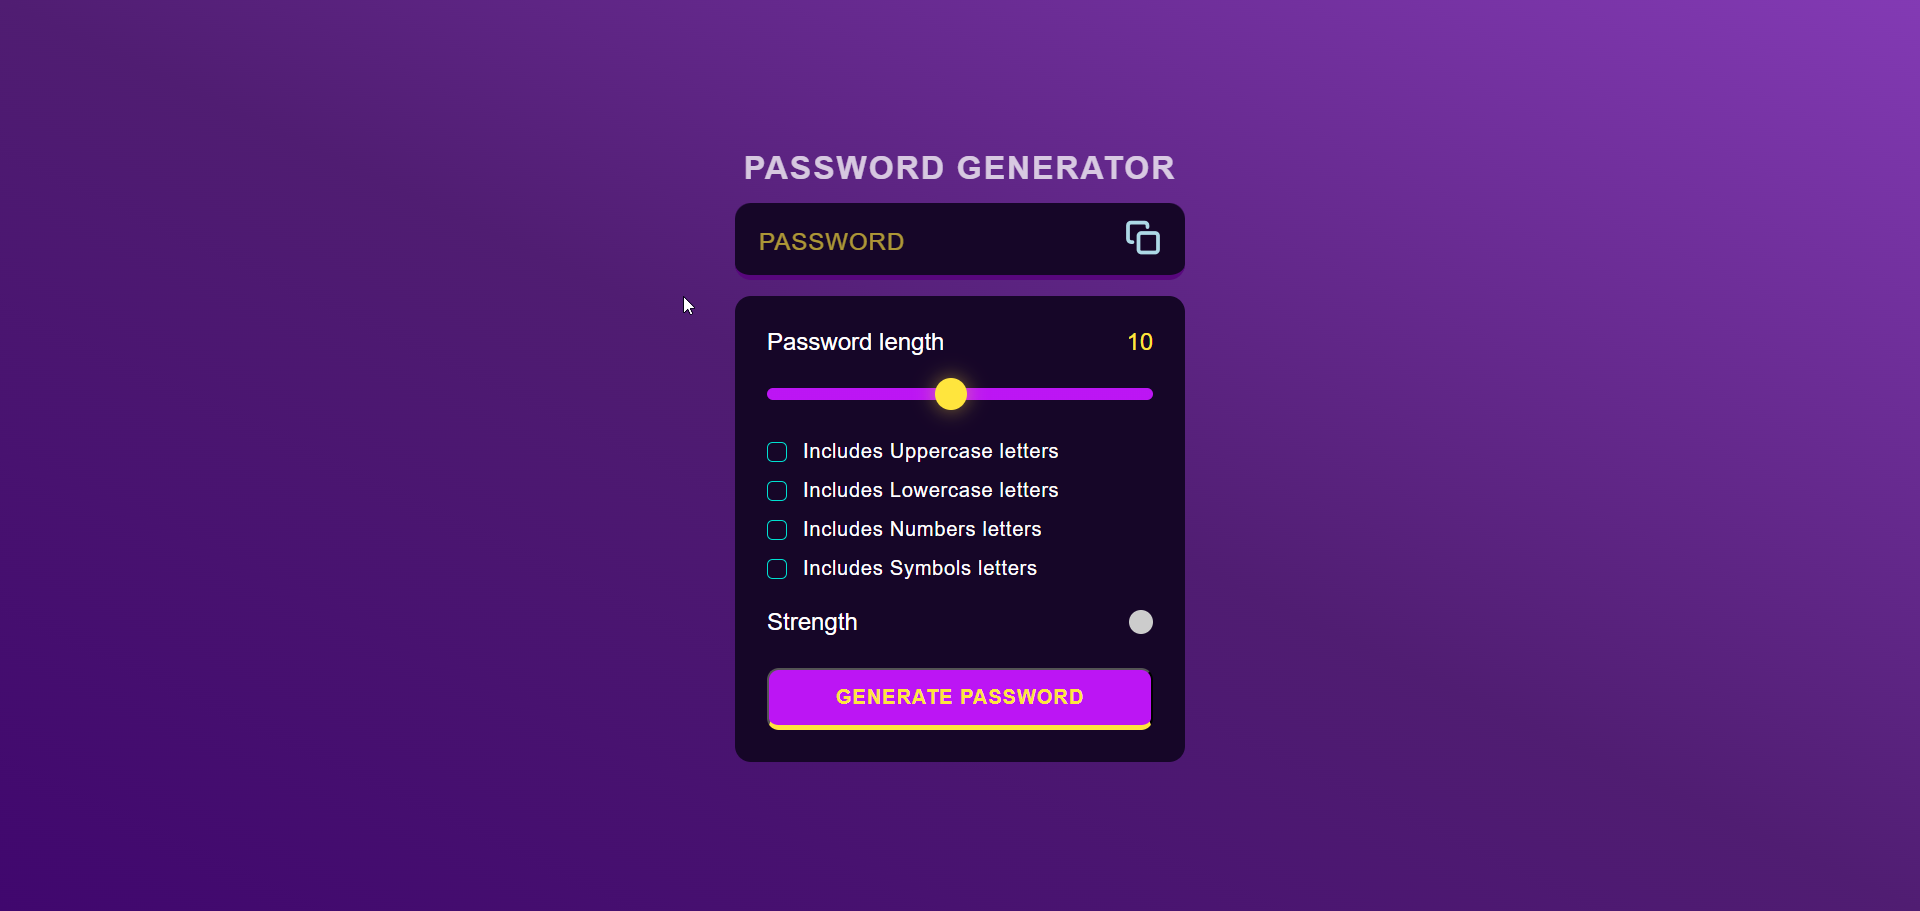 PASSWORD GENERATOR
PASSWORD
Password length 10
Includes Uppercase letters
Includes Lowercase letters
Includes Numbers letters
Includes Symbols letters
Strength
GENERATE PASSWORD